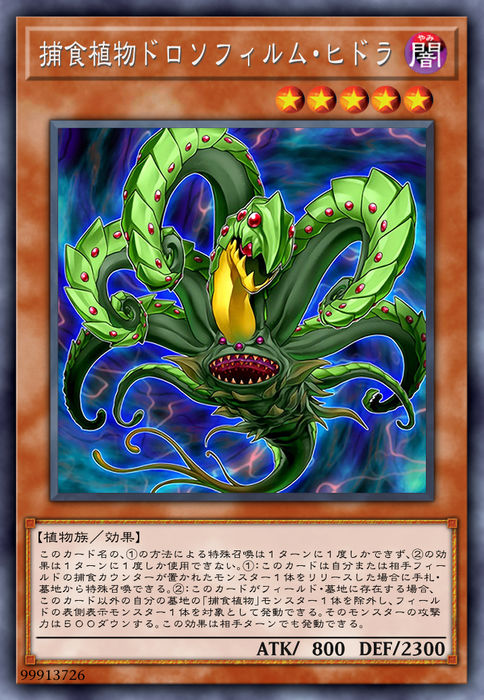 捕食植物ドロソフィルム・ヒドラ
闇
やみ
【植物族／効果】
このカード名の、①の方法による特殊召喚は１ターンに１度しかできず、②の効
果は１ターンに１度しか使用できない。①：このカードは自分または相手フィー
ルドの捕食カウンターが置かれたモンスター１体をリリースした場合に手札・
墓地から特殊召喚できる。②：このカードがフィールド・墓地に存在する場合、
このカード以外の自分の墓地の「捕食植物」モンスター１体を除外し、フィール
ドの表側表示モンスター１体を対象として発動できる。そのモンスターの攻撃
力は５００ダウンする。この効果は相手ターンでも発動できる。
ATK/ 800 DEF/2300
99913726